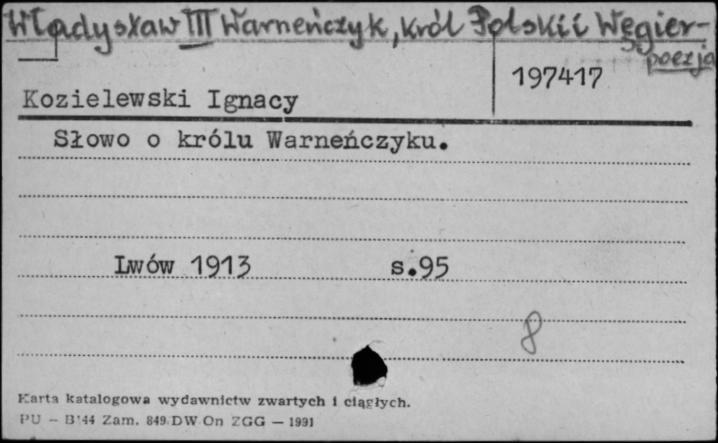 Władysław III Warneńczyk, król Polski i Węgier-
poezja
197417
Kozielewski Ignacy
Słowo o królu Warneńczyku.
Lwów 1913 s.95
8
Karta katalogowa wydawnictw zwartych i ciągłych.
PU - B'44 Zam. 849 DW On ZGG — 1991